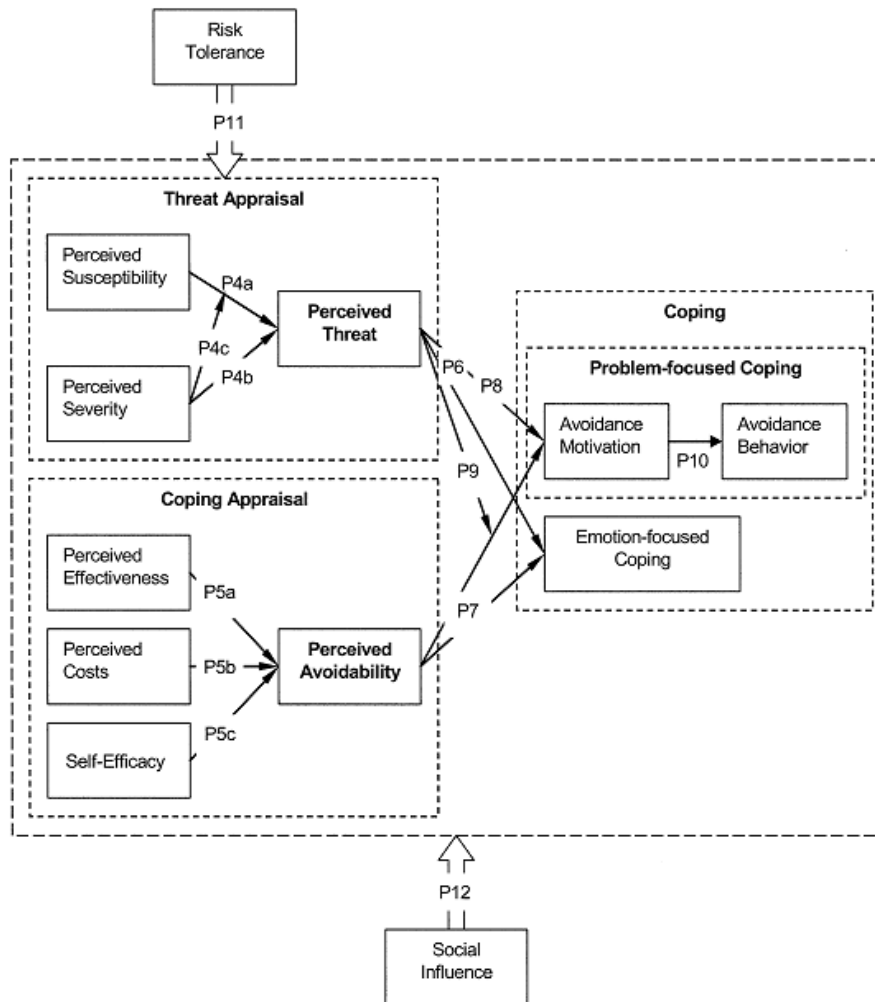 Risk
Tolerance
P11
Threat Appraisal
Perceived
Susceptibility
P4a
Perceived
Threat
P4c
P4b
Perceived
Severity
Coping
Problem-focused Coping
P6
P8
Avoidance
Motivation
P10
Avoidance
Behavior
P9
Emotion-focused
Coping
P7
Coping Appraisal
Perceived
Effectiveness
P5a
Perceived
Costs
P5b
Perceived
Avoidability
P5c
Self-Efficacy
P12
Social
Influence